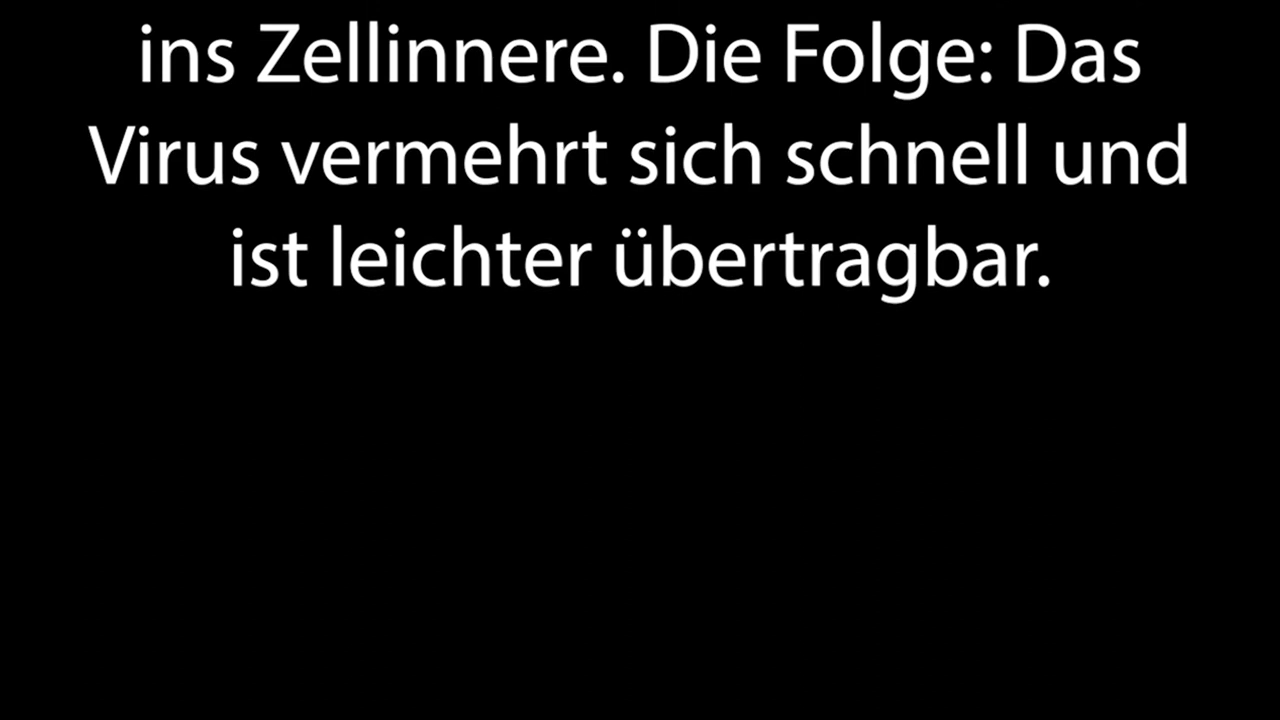 ins Zellinnere. Die Folge: Das
Virus vermehrt sich schnell und
ist leichter übertragbar.